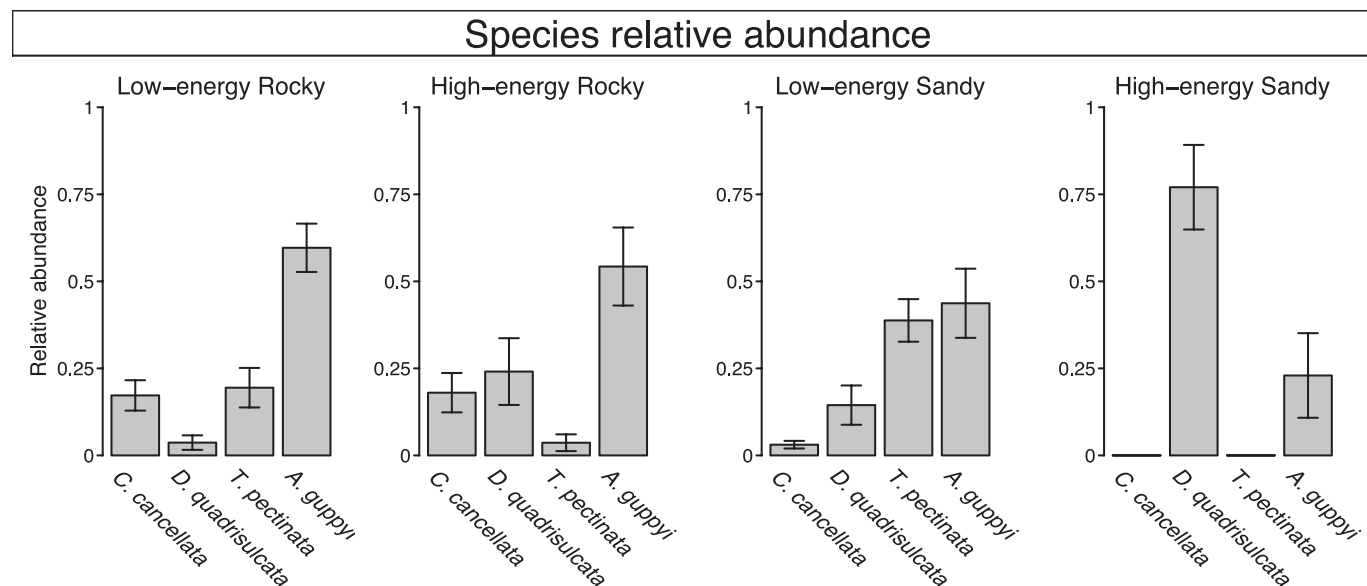 Species relative abundance
Low-energy Rocky
High-energy Rocky
Low-energy Sandy
High-energy Sandy
Relative abundance
1
0.75
0.5
0.25
0
C. cancellata
D. quadrisulcata
T. pectinata
A. guppyi
1
0.75
0.5
0.25
0
C. cancellata
D. quadrisulcata
T. pectinata
A. guppyi
1
0.75
0.5
0.25
0
C. cancellata
D. quadrisulcata
T. pectinata
A. guppyi
1
0.75
0.5
0.25
0
C. cancellata
D. quadrisulcata
T. pectinata
A. guppyi